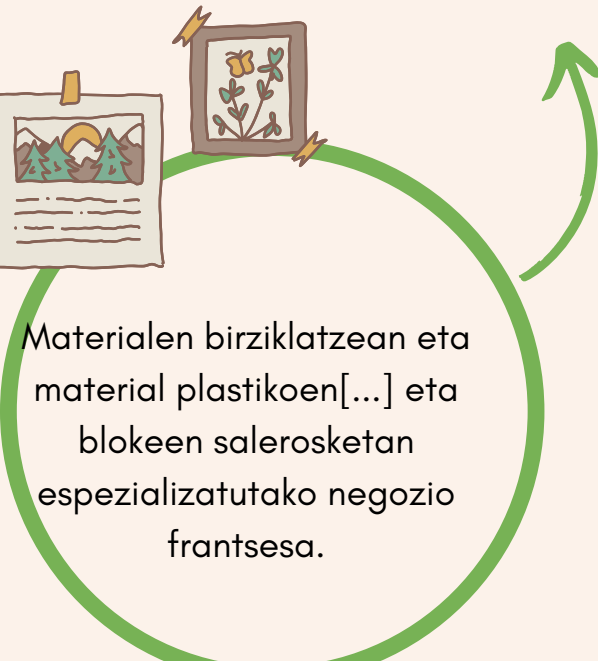 Materialen birziklatzean eta
material plastikoen[...] eta
blokeen salerosketan
espezializatutako negozio
frantsesa.